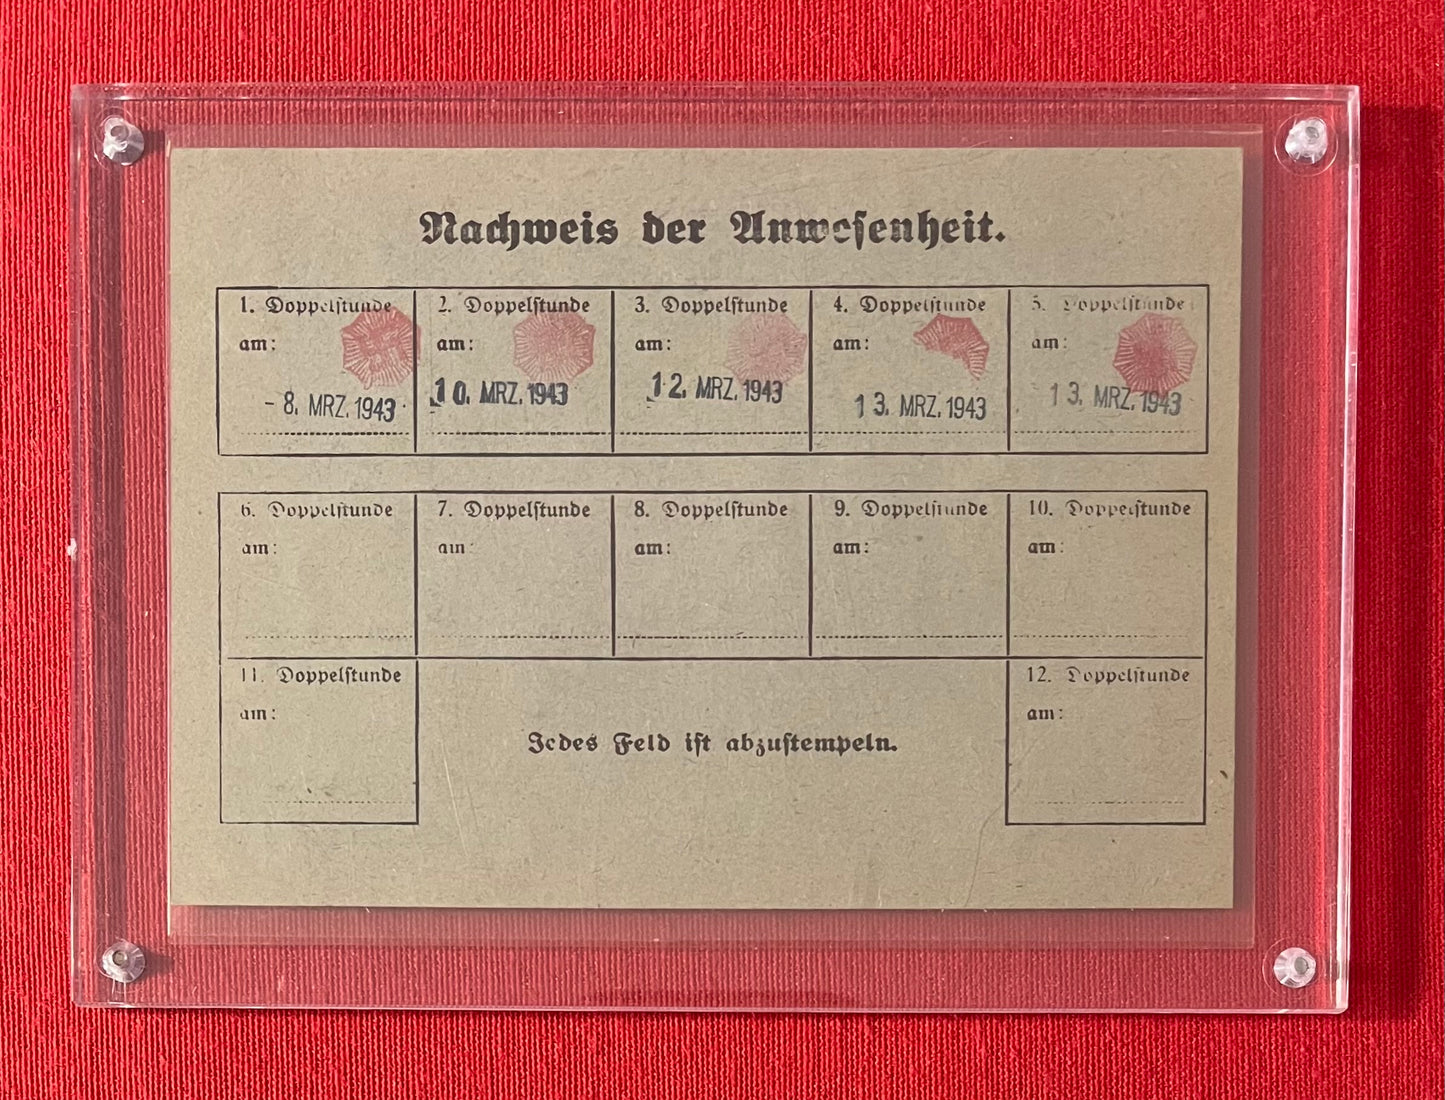 Nachweis der Anwesenheit.
1. Doppelstunde
am:
- 8. MRZ. 1943
2. Doppelstunde
am:
10. MRZ. 1943
3. Doppelstunde
am:
12. MRZ. 1943
4. Doppelstunde
am:
13. MRZ. 1943
5. Doppelstunde
am:
13. MRZ. 1943
6. Doppelstunde
am:
7. Doppelstunde
am:
8. Doppelstunde
am:
9. Doppelstunde
am:
10. Doppelstunde
am:
11. Doppelstunde
am:
Jedes Feld ist abzustempeln.
12. Doppelstunde
am: